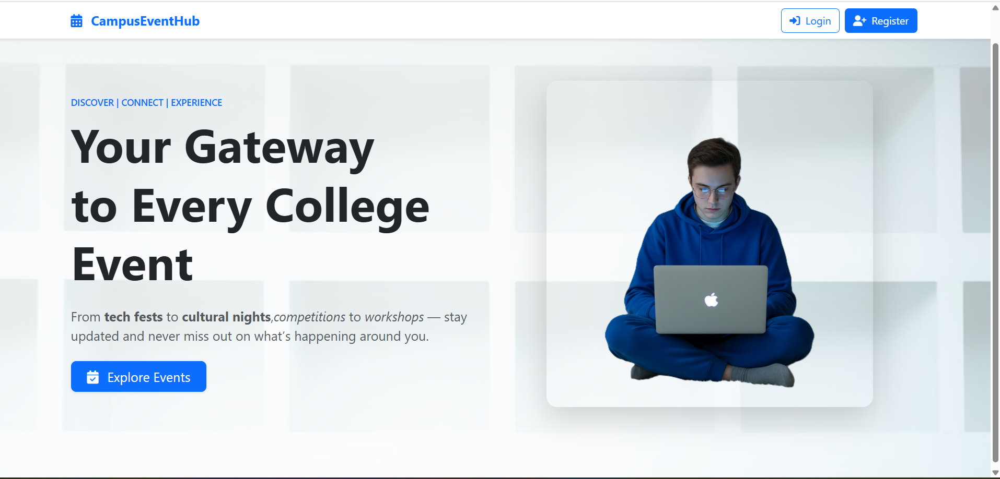 CampusEventHub
Login
Register
DISCOVER | CONNECT | EXPERIENCE
Your Gateway
to Every College
Event
From tech fests to cultural nights,competitions to workshops — stay
updated and never miss out on what’s happening around you.
Explore Events